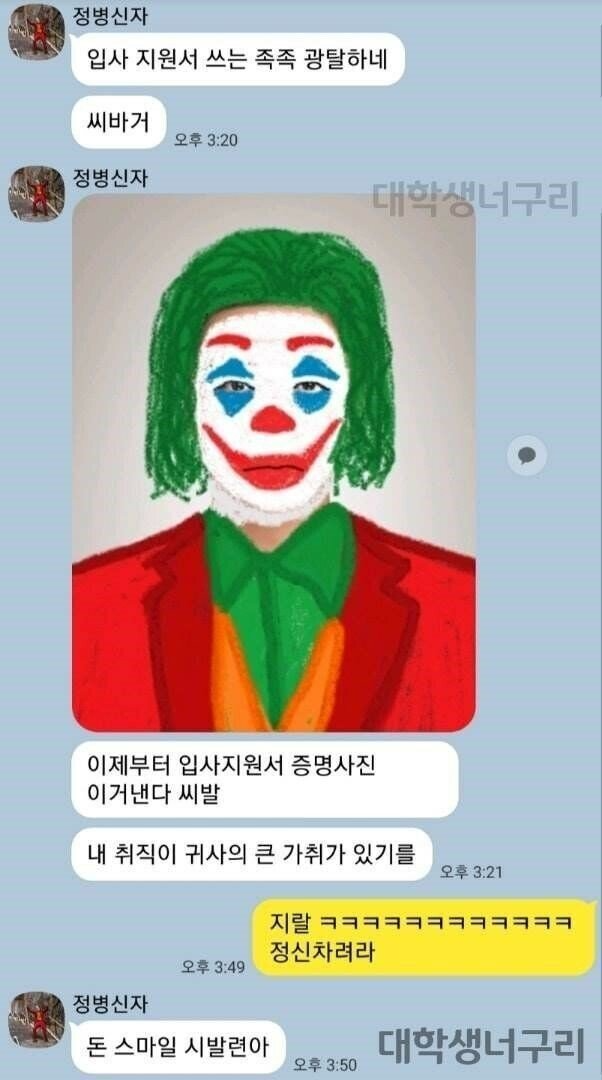 정병신자
입사 지원서 쓰는 족족 광탈하네
씨바거
오후 3:20
정병신자
대학생너구리
이제부터 입사지원서 증명사진
이거낸다 씨발
내 취직이 귀사의 큰 가취가 있기를
오후 3:21
지랄 ㅋㅋㅋㅋㅋㅋㅋㅋㅋㅋㅋㅋ
정신차려라
오후 3:49
정병신자
돈 스마일 시발련아
오후 3:50
대학생너구리